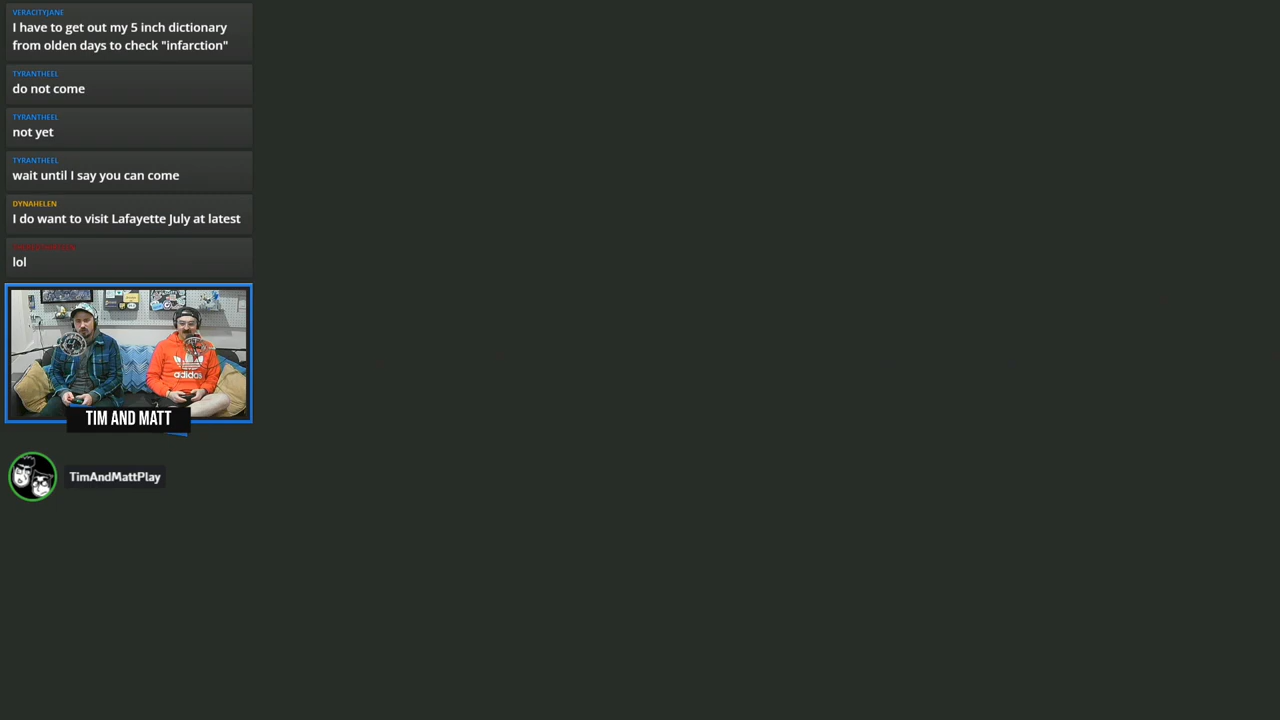 VERACITYJANE
I have to get out my 5 inch dictionary
from olden days to check "infarction"
TYRANTHEEL
do not come
TYRANTHEEL
not yet
TYRANTHEEL
wait until I say you can come
DYNAHELEN
I do want to visit Lafayette July at latest
lol
adidas
TIM AND MATT
TimAndMattPlay